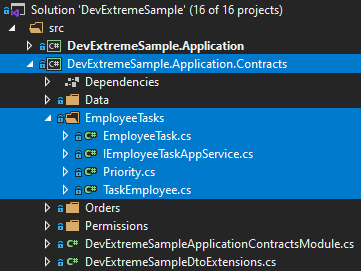 Solution 'DevExtremeSample' (16 of 16 projects)
src
C# DevExtremeSample.Application
C# DevExtremeSample.Application.Contracts
Dependencies
Data
EmployeeTasks
C# EmployeeTask.cs
C# IEmployeeTaskAppService.cs
C# Priority.cs
C# TaskEmployee.cs
Orders
Permissions
C# DevExtremeSampleApplicationContractsModule.cs
C# DevExtremeSampleDtoExtensions.cs